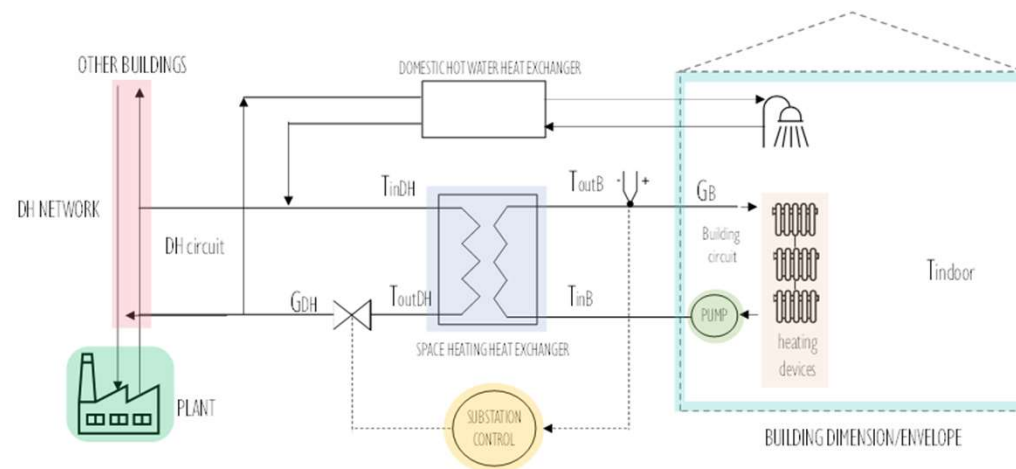 OTHER BUILDINGS
DOMESTIC HOT WATER HEAT EXCHANGER
TinDH
ToutB
- +
GB
DH NETWORK
DH circuit
Building
circuit
Tindoor
GDH
ToutDH
TinB
PUMP
SPACE HEATING HEAT EXCHANGER
heating
devices
PLANT
SUBSTATION
CONTROL
BUILDING DIMENSION/ENVELOPE